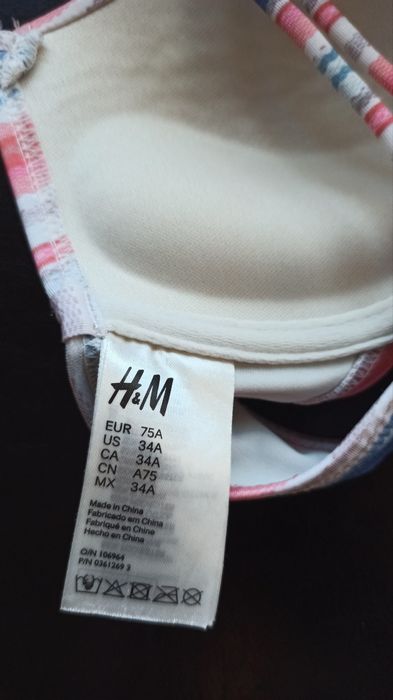 H&M
EUR 75A
US 34A
CA 34A
CN A75
MX 34A
Made in China
Fabricado em China
Fabriqué en Chine
Hecho en China
O/N 106964
P/N 0361269 3